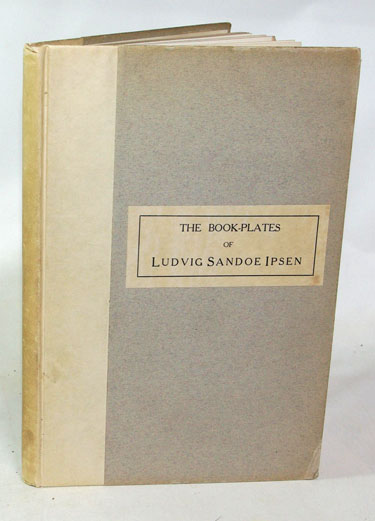 THE BOOK-PLATES
OF
LUDVIG SANDOE IPSEN